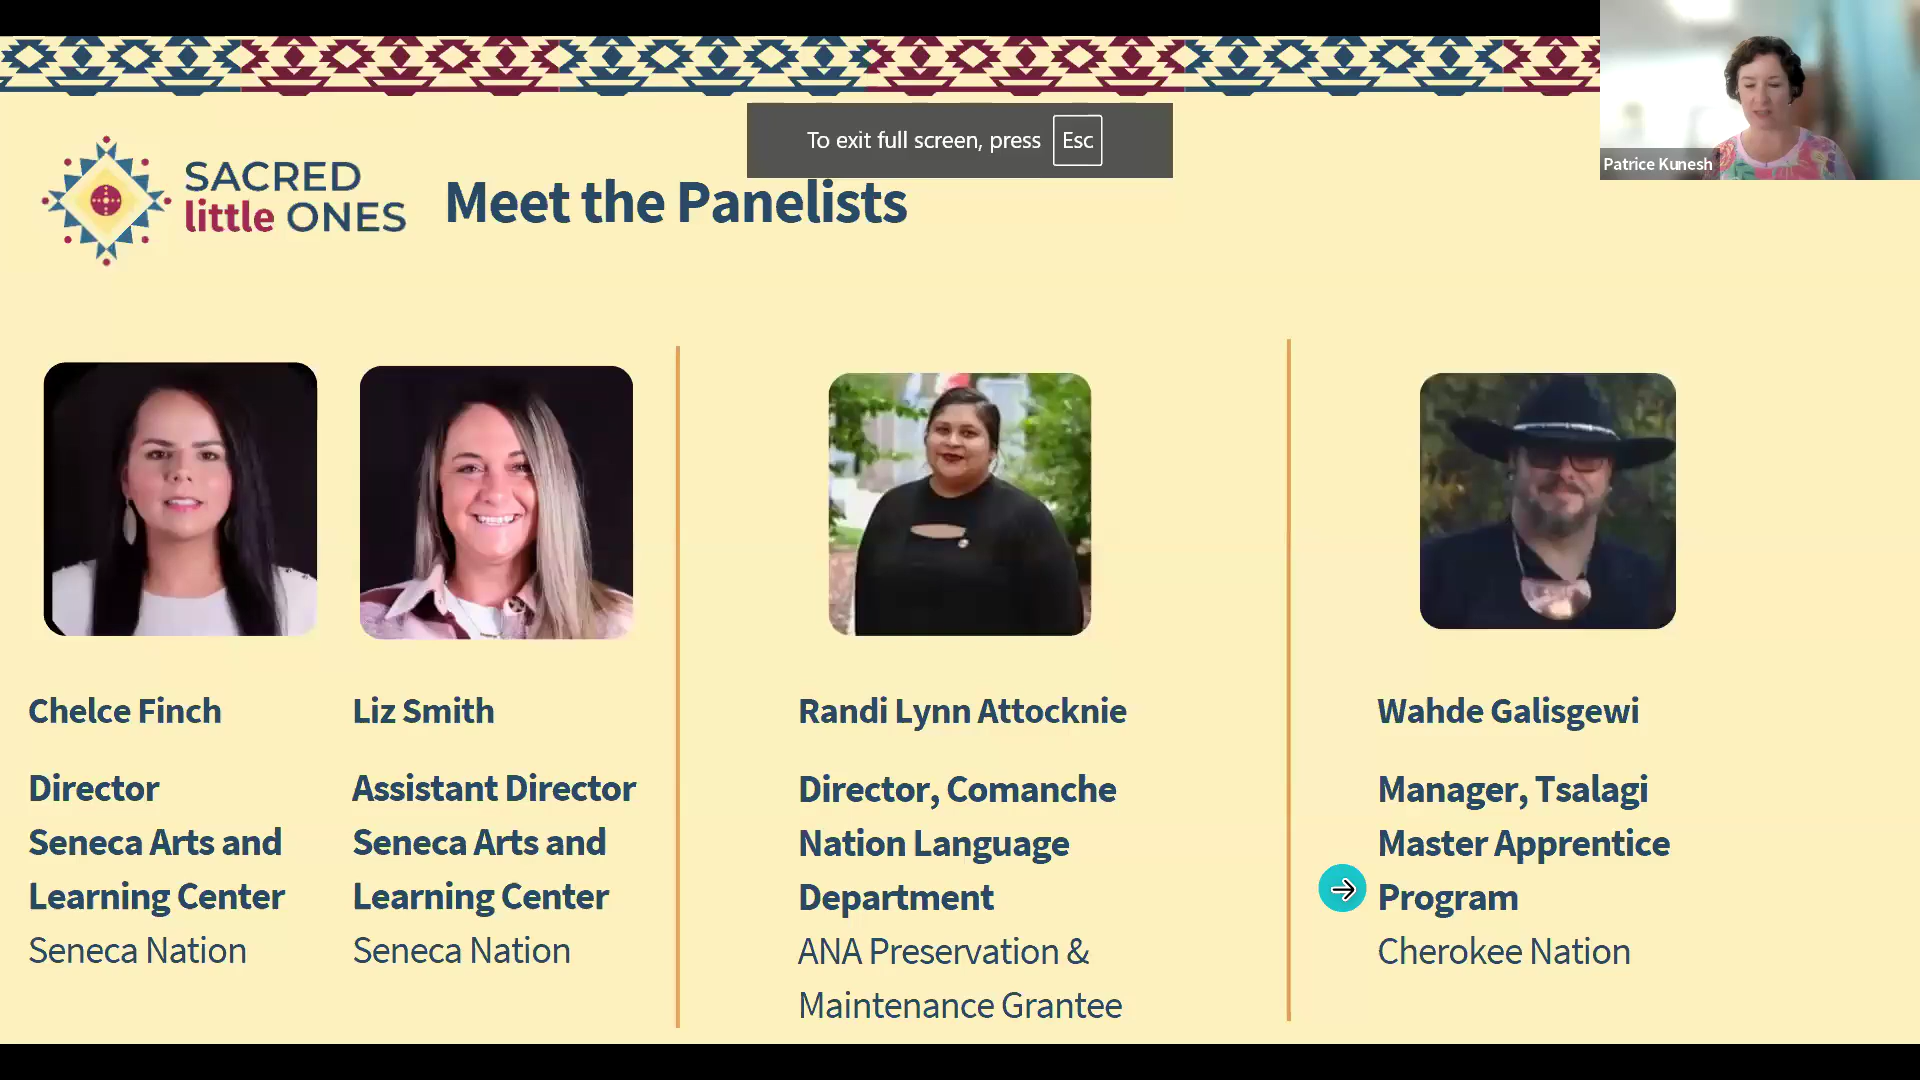 To exit full screen, press Esc
Patrice Kunesh
SACRED
little ONES
Meet the Panelists
Chelce Finch
Director
Seneca Arts and
Learning Center
Seneca Nation
Liz Smith
Assistant Director
Seneca Arts and
Learning Center
Seneca Nation
Randi Lynn Attocknie
Director, Comanche
Nation Language
Department
ANA Preservation &
Maintenance Grantee
Wahde Galisgewi
Manager, Tsalagi
Master Apprentice
Program
Cherokee Nation